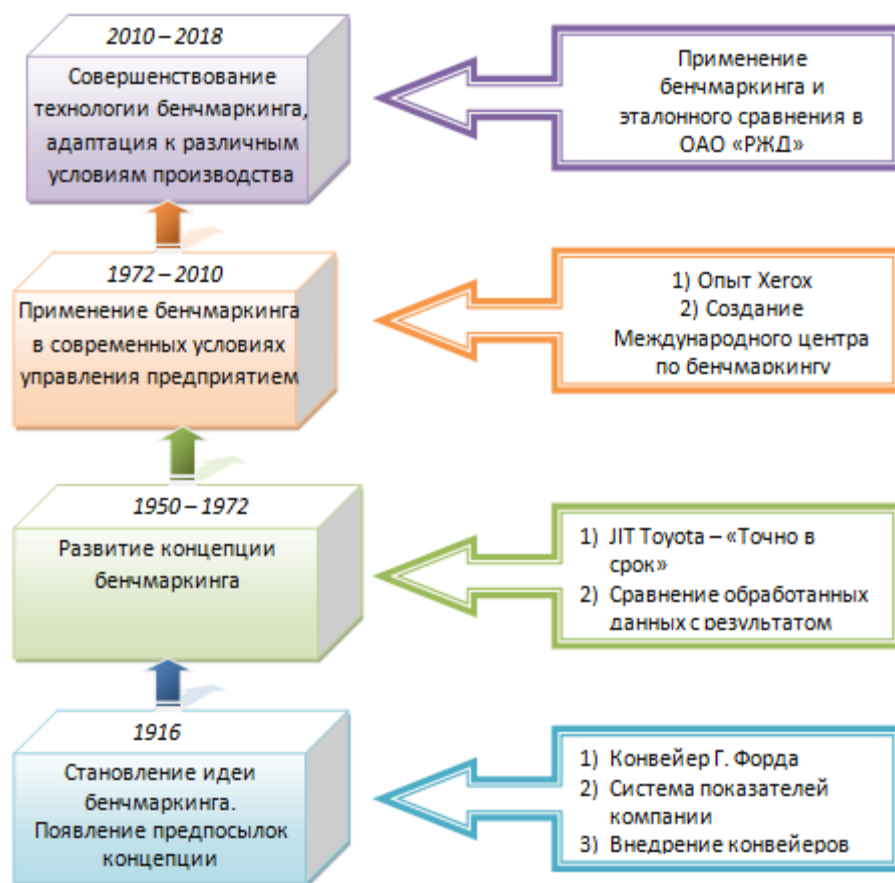 2010 – 2018
Совершенствование
технологии бенчмаркинга,
адаптация к различным
условиям производства
Применение
бенчмаркинга и
эталонного сравнения в
ОАО «РЖД»
1972 – 2010
Применение бенчмаркинга
в современных условиях
управления предприятием
1) Опыт Xerox
2) Создание
Международного центра
по бенчмаркингу
1950 – 1972
Развитие концепции
бенчмаркинга
1) JIT Toyota – «Точно в
срок»
2) Сравнение обработанных
данных с результатом
1916
Становление идеи
бенчмаркинга.
Появление предпосылок
концепции
1) Конвейер Г. Форда
2) Система показателей
компании
3) Внедрение конвейеров